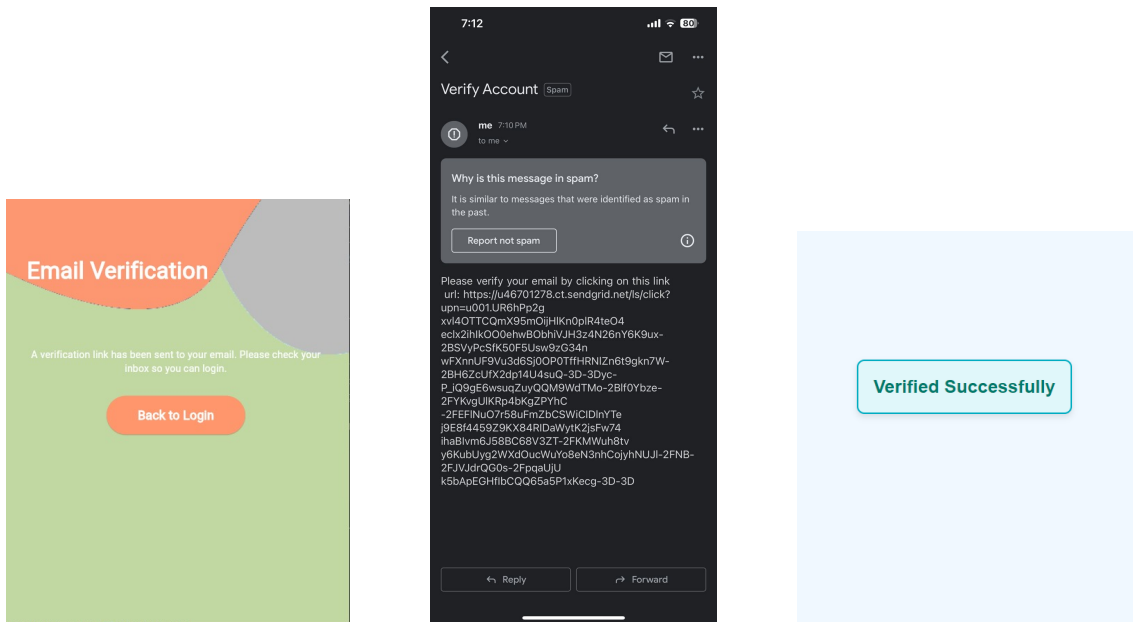 Email Verification
A verification link has been sent to your email. Please check your
inbox so you can login.
Back to Login
7:12
80
Verify Account Spam
me 7:10 PM
to me
Why is this message in spam?
It is similar to messages that were identified as spam in
the past.
Report not spam
Please verify your email by clicking on this link
url: https://u46701278.ct.sendgrid.net/ls/click?
upn=u001.UR6hPp2g
xvl4OTTCQmX95mOijHIKn0plR4teO4
eclx2ihlkOO0ehwBObhiVJH3z4N26nY6K9ux-
2BSVyPcSfK50F5Usw9zG34n
wFXnnUF9Vu3d6Sj0OP0TffHRNIZn6t9gkn7W-
2BH6ZcUfX2dp14U4suQ-3D-3Dyc-
P_iQ9gE6wsuqZuyQQM9WdTMo-2Blf0Ybze-
2FYKvgUlKRp4bKgZPYhC
-2FEFlNuO7r58uFmZbCSWiCIDlnYTe
j9E8f4459Z9KX84RIDaWytK2jsFw74
ihaBlvm6J58BC68V3ZT-2FKMWuh8tv
y6KubUyg2WXdOucWuYo8eN3nhCojyhNUJl-2FNB-
2FJVJdrQG0s-2FpqaUjU
k5bApEGHflbCQQ65a5P1xKecg-3D-3D
Reply
Forward
Verified Successfully